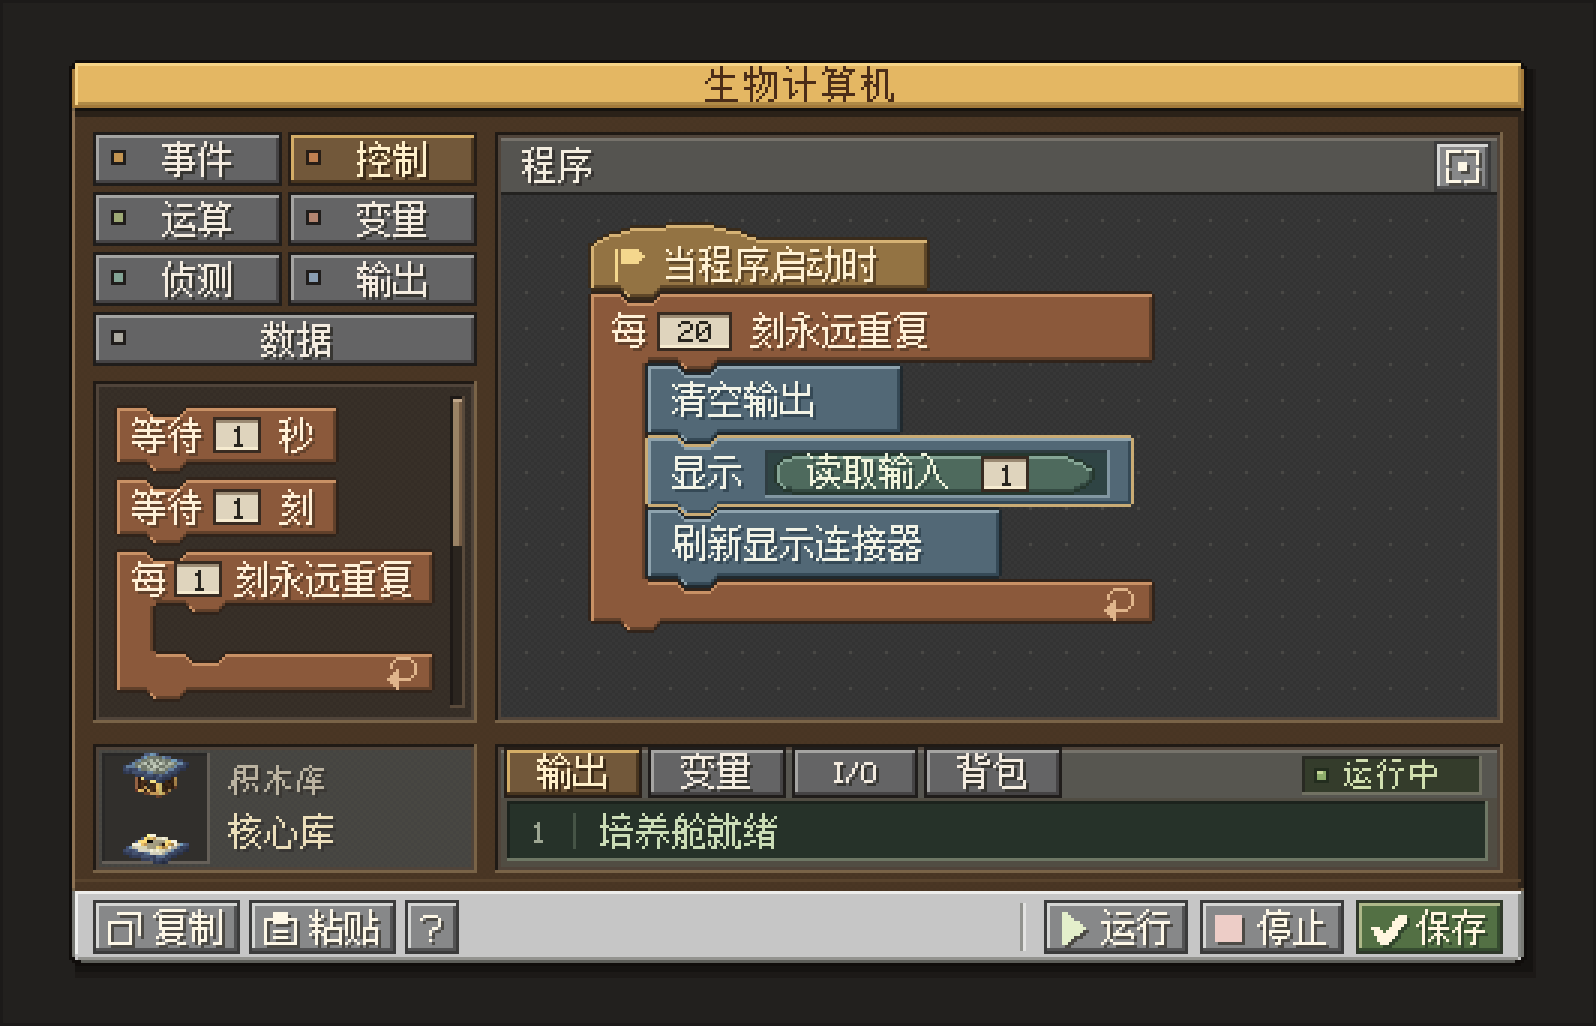 生物计算机
事件
控制
运算
变量
侦测
输出
数据
等待 1 秒
等待 1 刻
每 1 刻永远重复
积木库
核心库
程序
当程序启动时
每 20 刻永远重复
清空输出
显示 读取输入 1
刷新显示连接器
输出 变量 I/O 背包 运行中
1 培养舱就绪
复制 粘贴 ? 运行 停止 保存